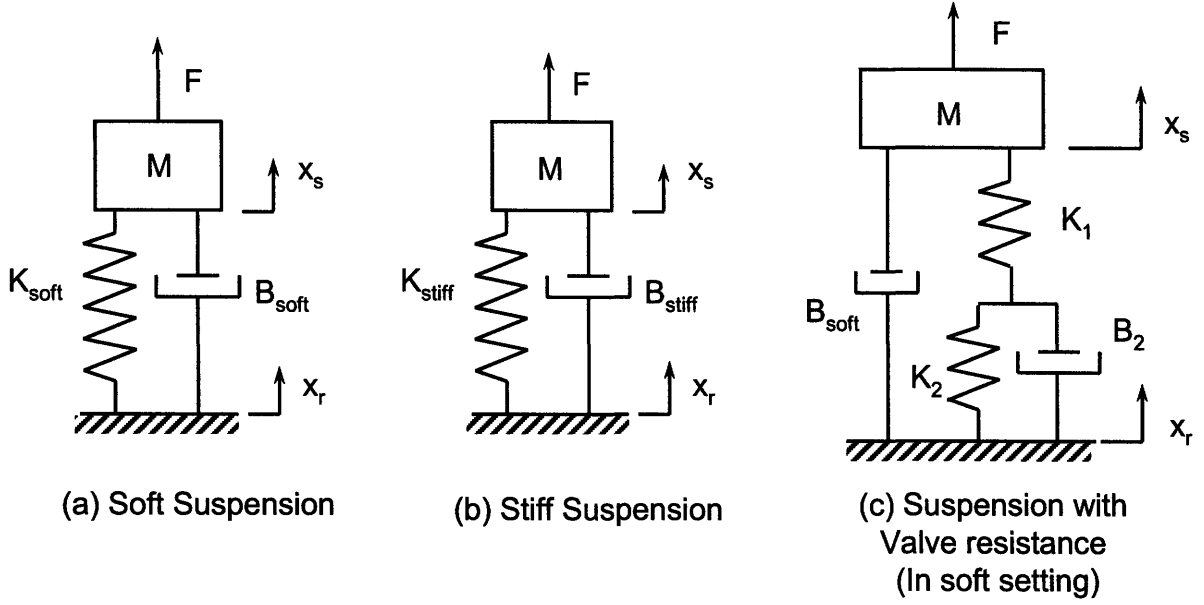 F
M
x_s
K_soft
B_soft
x_r
(a) Soft Suspension
F
M
x_s
K_stiff
B_stiff
x_r
(b) Stiff Suspension
F
M
x_s
K_1
B_soft
B_2
K_2
x_r
(c) Suspension with
Valve resistance
(In soft setting)